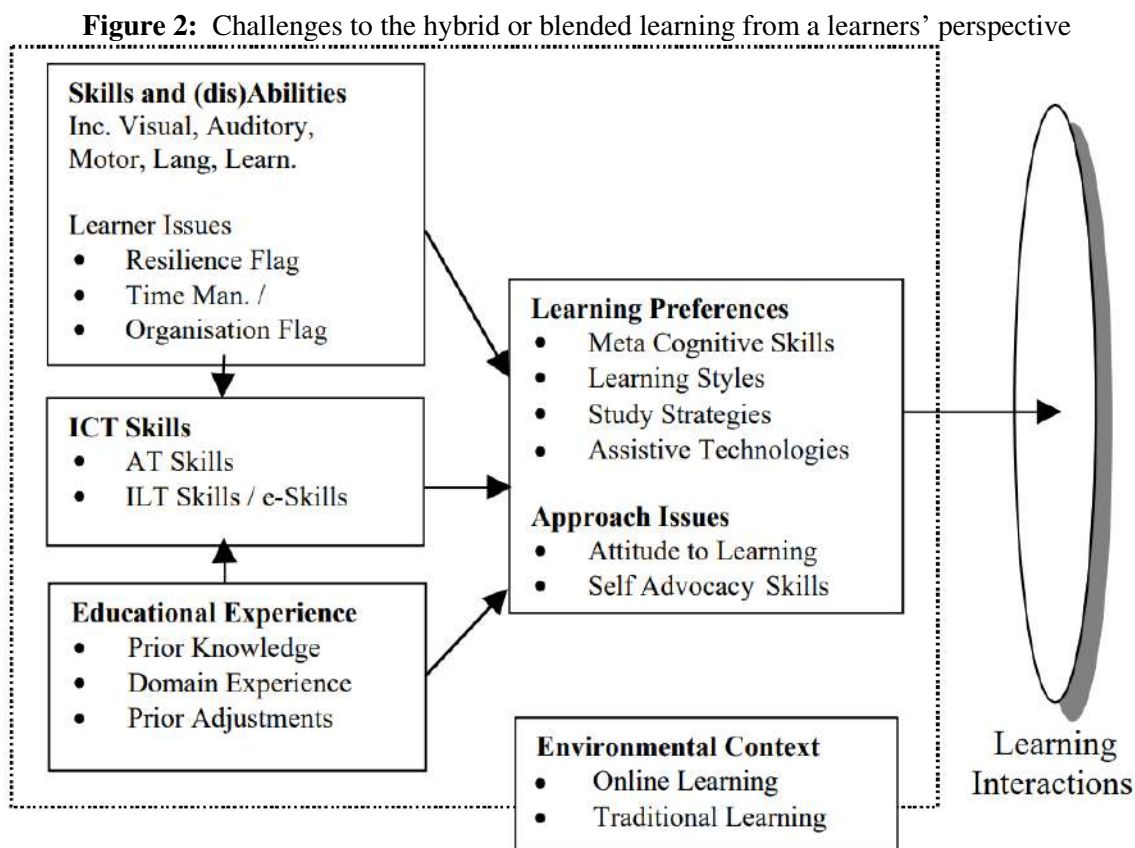 Figure 2: Challenges to the hybrid or blended learning from a learners’ perspective
Skills and (dis)Abilities
Inc. Visual, Auditory,
Motor, Lang, Learn.
Learner Issues
• Resilience Flag
• Time Man. /
• Organisation Flag
ICT Skills
• AT Skills
• ILT Skills / e-Skills
Educational Experience
• Prior Knowledge
• Domain Experience
• Prior Adjustments
Learning Preferences
• Meta Cognitive Skills
• Learning Styles
• Study Strategies
• Assistive Technologies
Approach Issues
• Attitude to Learning
• Self Advocacy Skills
Environmental Context
• Online Learning
• Traditional Learning
Learning
Interactions